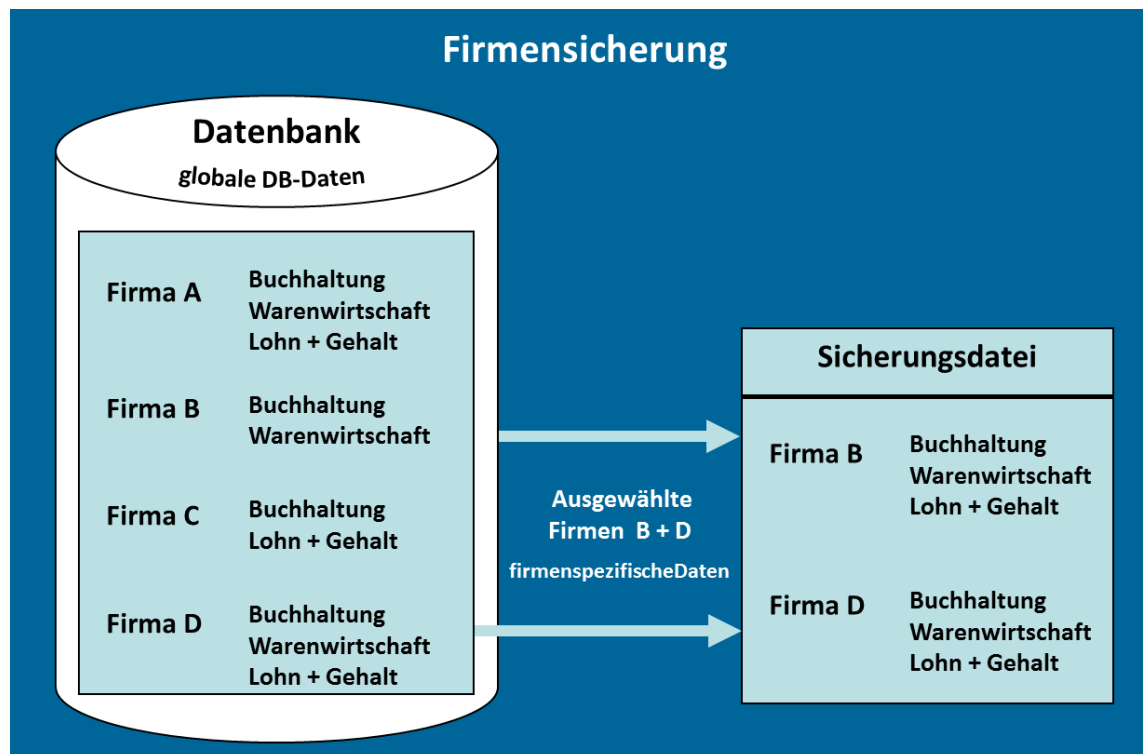 Firmensicherung
Datenbank
globale DB-Daten
Firma A
Buchhaltung
Warenwirtschaft
Lohn + Gehalt
Firma B
Buchhaltung
Warenwirtschaft
Firma C
Buchhaltung
Lohn + Gehalt
Firma D
Buchhaltung
Warenwirtschaft
Lohn + Gehalt
Ausgewählte
Firmen B + D
firmenspezifischeDaten
Sicherungsdatei
Firma B
Buchhaltung
Warenwirtschaft
Lohn + Gehalt
Firma D
Buchhaltung
Warenwirtschaft
Lohn + Gehalt